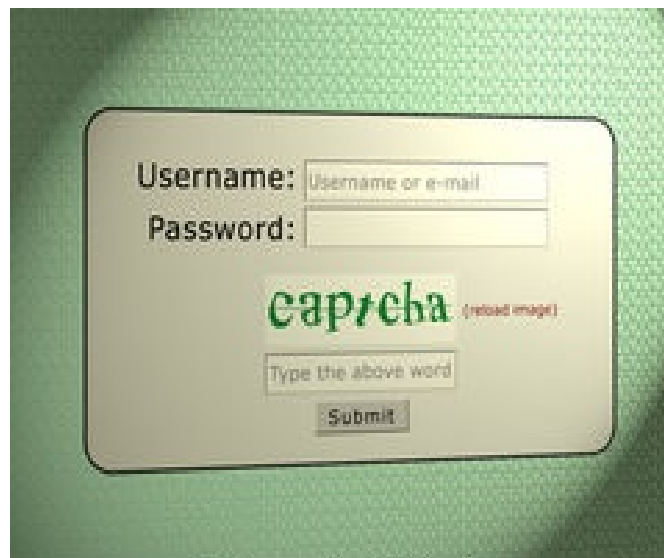 Username: Username or e-mail
Password:
captcha (reload image)
Type the above word
Submit